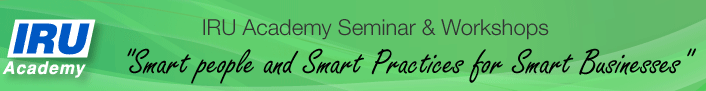 IRU
Academy
IRU Academy Seminar & Workshops
"Smart people and Smart Practices for Smart Businesses"